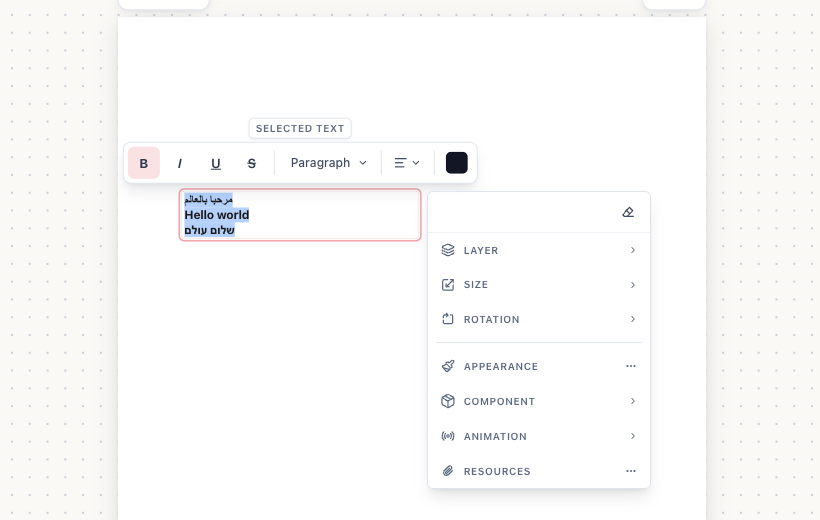 SELECTED TEXT
B I U S Paragraph
مرحبا بالعالم
Hello world
שלום עולם
LAYER
SIZE
ROTATION
APPEARANCE
COMPONENT
ANIMATION
RESOURCES